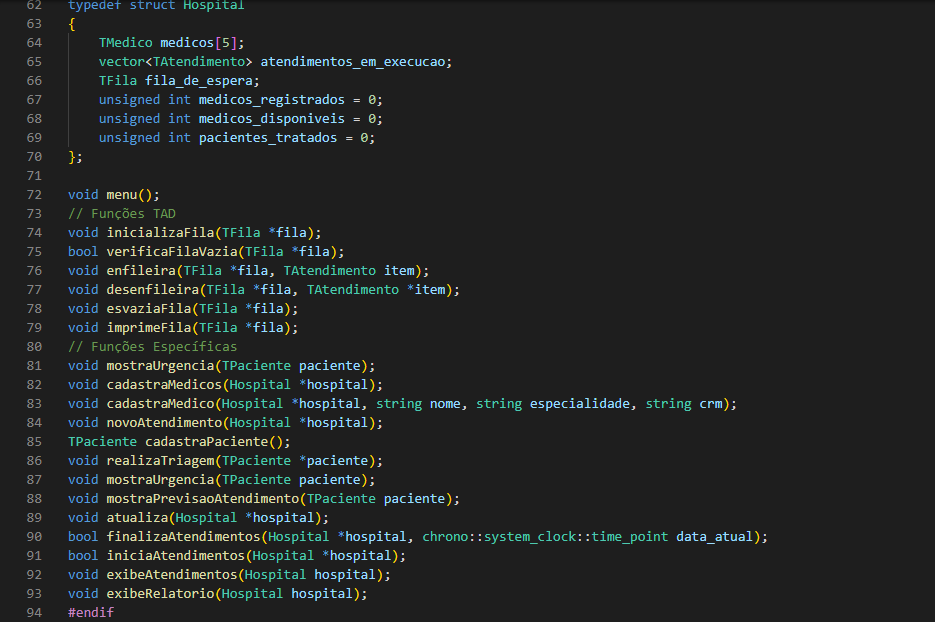 62 typedef struct Hospital
63 {
64     TMedico medicos[5];
65     vector<TAtendimento> atendimentos_em_execucao;
66     TFila fila_de_espera;
67     unsigned int medicos_registrados = 0;
68     unsigned int medicos_disponiveis = 0;
69     unsigned int pacientes_tratados = 0;
70 };
71
72 void menu();
73 // Funções TAD
74 void inicializaFila(TFila *fila);
75 bool verificaFilaVazia(TFila *fila);
76 void enfileira(TFila *fila, TAtendimento item);
77 void desenfileira(TFila *fila, TAtendimento *item);
78 void esvaziaFila(TFila *fila);
79 void imprimeFila(TFila *fila);
80 // Funções Específicas
81 void mostraUrgencia(TPaciente paciente);
82 void cadastraMedicos(Hospital *hospital);
83 void cadastraMedico(Hospital *hospital, string nome, string especialidade, string crm);
84 void novoAtendimento(Hospital *hospital);
85 TPaciente cadastraPaciente();
86 void realizaTriagem(TPaciente *paciente);
87 void mostraUrgencia(TPaciente paciente);
88 void mostraPrevisaoAtendimento(TPaciente paciente);
89 void atualiza(Hospital *hospital);
90 bool finalizaAtendimentos(Hospital *hospital, chrono::system_clock::time_point data_atual);
91 bool iniciaAtendimentos(Hospital *hospital);
92 void exibeAtendimentos(Hospital hospital);
93 void exibeRelatorio(Hospital hospital);
94 #endif